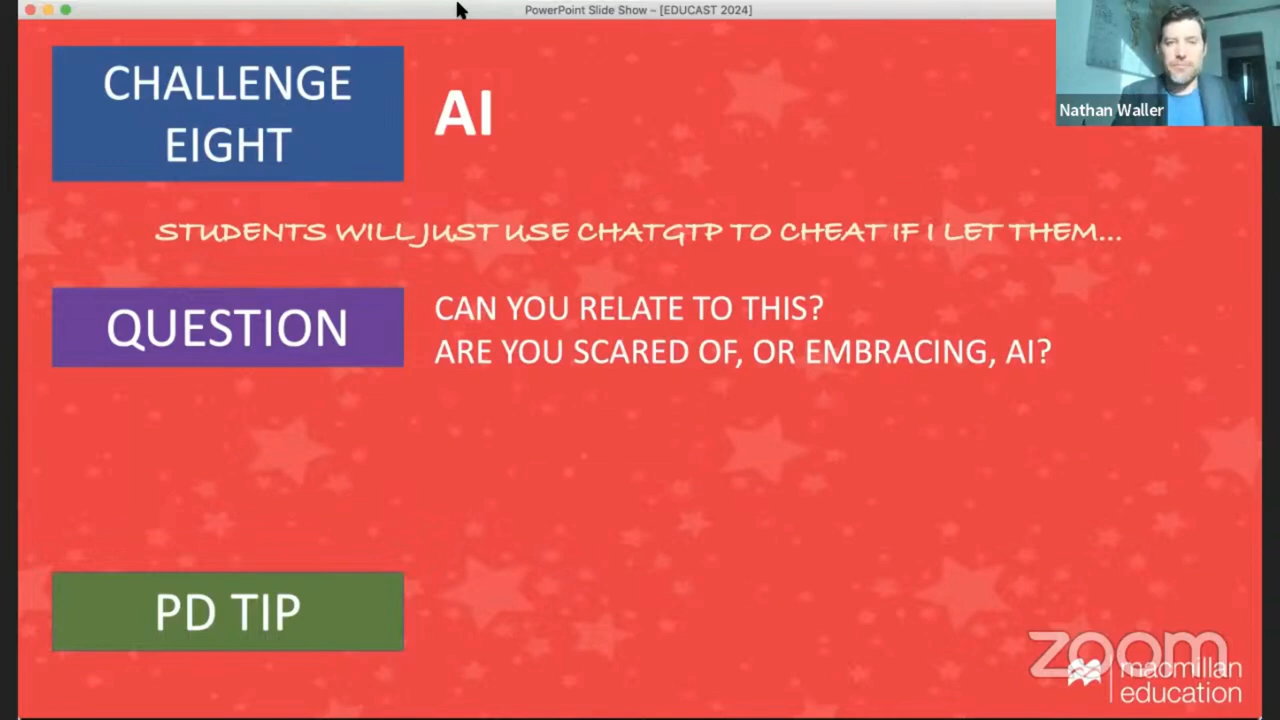 PowerPoint Slide Show – [EDUCAST 2024]
CHALLENGE
EIGHT
AI
Nathan Waller
STUDENTS WILL JUST USE CHATGTP TO CHEAT IF I LET THEM...
QUESTION
CAN YOU RELATE TO THIS?
ARE YOU SCARED OF, OR EMBRACING, AI?
PD TIP
zoom
macmillan
education